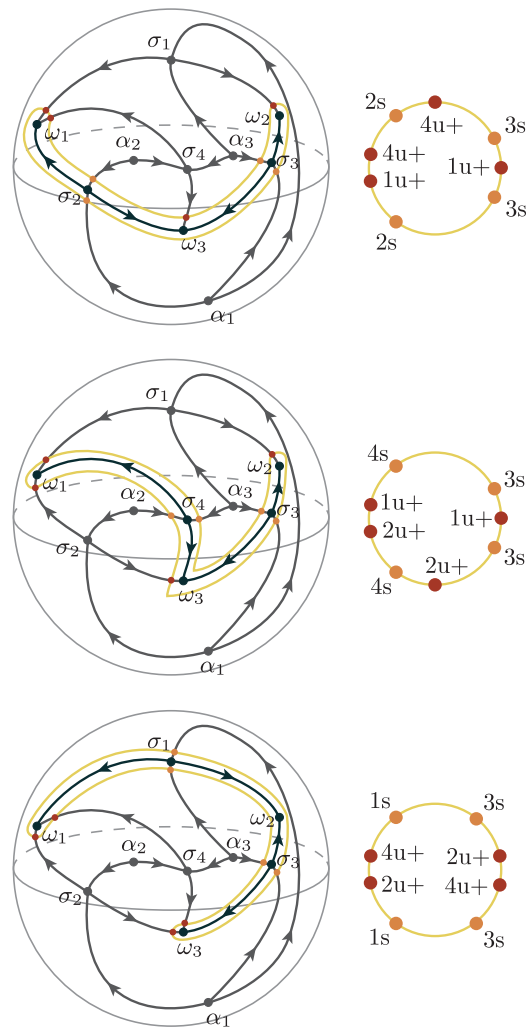 σ₁
ω₁
α₂
σ₄
α₃
ω₂
σ₃
σ₂
ω₃
α₁
2s
4u+
3s
4u+
1u+
1u+
2s
3s
σ₁
ω₂
ω₁
α₂
σ₄
α₃
σ₃
σ₂
ω₃
α₁
4s
3s
1u+
1u+
2u+
2u+
3s
4s
σ₁
ω₂
ω₁
α₂
σ₄
α₃
σ₃
σ₂
ω₃
α₁
1s
3s
4u+
2u+
2u+
4u+
1s
3s